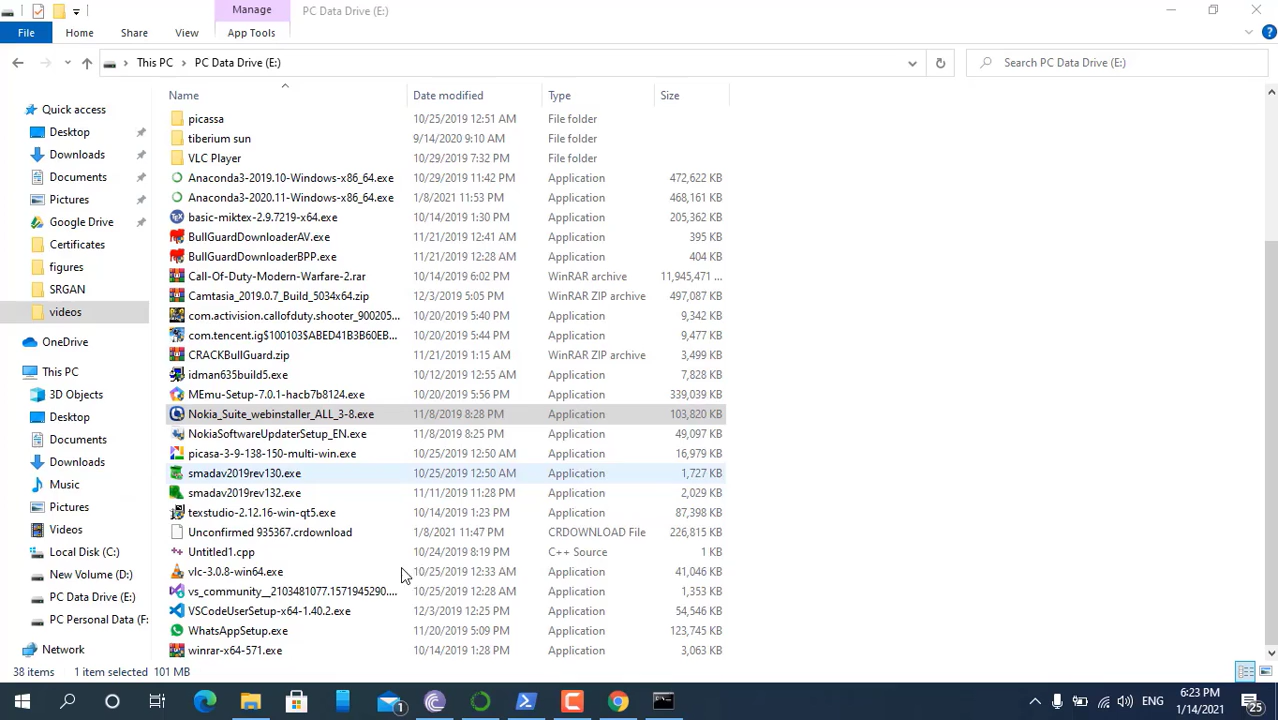 Manage
PC Data Drive (E:)
File
Home
Share
View
App Tools
This PC
PC Data Drive (E:)
Search PC Data Drive (E:)
Name
Date modified
Type
Size
Quick access
Desktop
Downloads
Documents
Pictures
Google Drive
Certificates
figures
SRGAN
videos
OneDrive
This PC
3D Objects
Desktop
Documents
Downloads
Music
Pictures
Videos
Local Disk (C:)
New Volume (D:)
PC Data Drive (E:)
PC Personal Data (F:
Network
picassa 10/25/2019 12:51 AM File folder
tiberium sun 9/14/2020 9:10 AM File folder
VLC Player 10/29/2019 7:32 PM File folder
Anaconda3-2019.10-Windows-x86_64.exe 10/29/2019 11:42 PM Application 472,622 KB
Anaconda3-2020.11-Windows-x86_64.exe 1/8/2021 11:53 PM Application 468,161 KB
basic-miktex-2.9.7219-x64.exe 10/14/2019 1:30 PM Application 205,362 KB
BullGuardDownloaderAV.exe 11/21/2019 12:41 AM Application 395 KB
BullGuardDownloaderBPP.exe 11/21/2019 12:28 AM Application 404 KB
Call-Of-Duty-Modern-Warfare-2.rar 10/14/2019 6:02 PM WinRAR archive 11,945,471 ...
Camtasia_2019.0.7_Build_5034x64.zip 12/3/2019 5:05 PM WinRAR ZIP archive 497,087 KB
com.activision.callofduty.shooter_900205... 10/20/2019 5:40 PM Application 9,342 KB
com.tencent.ig$100103$ABED41B3B60EB... 10/20/2019 5:44 PM Application 9,477 KB
CRACKBullGuard.zip 11/21/2019 1:15 AM WinRAR ZIP archive 3,499 KB
idman635build5.exe 10/12/2019 12:55 AM Application 7,828 KB
MEmu-Setup-7.0.1-hacb7b8124.exe 10/20/2019 5:56 PM Application 339,039 KB
Nokia_Suite_webinstaller_ALL_3-8.exe 11/8/2019 8:28 PM Application 103,820 KB
NokiaSoftwareUpdaterSetup_EN.exe 11/8/2019 8:25 PM Application 49,097 KB
picasa-3-9-138-150-multi-win.exe 10/25/2019 12:50 AM Application 16,979 KB
smadav2019rev130.exe 10/25/2019 12:50 AM Application 1,727 KB
smadav2019rev132.exe 11/11/2019 11:28 PM Application 2,029 KB
texstudio-2.12.16-win-qt5.exe 10/14/2019 1:23 PM Application 87,398 KB
Unconfirmed 935367.crdownload 1/8/2021 11:47 PM CRDOWNLOAD File 226,815 KB
Untitled1.cpp 10/24/2019 8:19 PM C++ Source 1 KB
vlc-3.0.8-win64.exe 10/25/2019 12:33 AM Application 41,046 KB
vs_community__2103481077.1571945290.... 10/25/2019 12:28 AM Application 1,353 KB
VSCodeUserSetup-x64-1.40.2.exe 12/3/2019 12:25 PM Application 54,546 KB
WhatsAppSetup.exe 11/20/2019 5:09 PM Application 123,745 KB
winrar-x64-571.exe 10/14/2019 1:28 PM Application 3,063 KB
38 items
1 item selected 101 MB
1
ENG
6:23 PM
1/14/2021
25